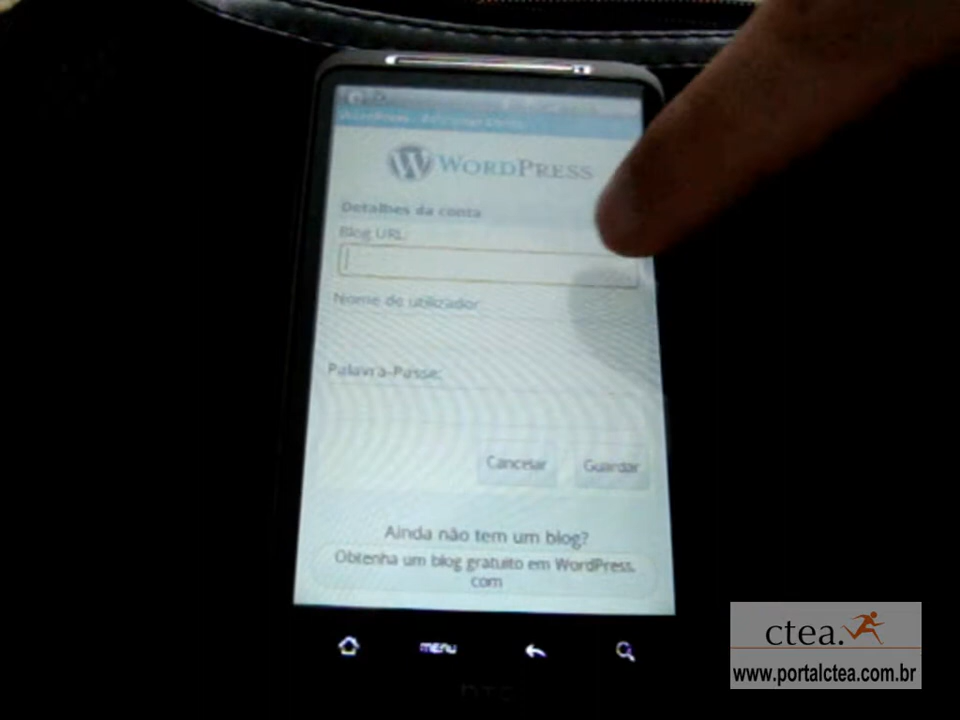 WORDPRESS
Detalhes da conta
Blog URL:
Nome de utilizador
Palavra-Passe:
Cancelar
Guardar
Ainda não tem um blog?
Obtenha um blog gratuito em WordPress.
com
menu
hTC
ctea.
www.portalctea.com.br